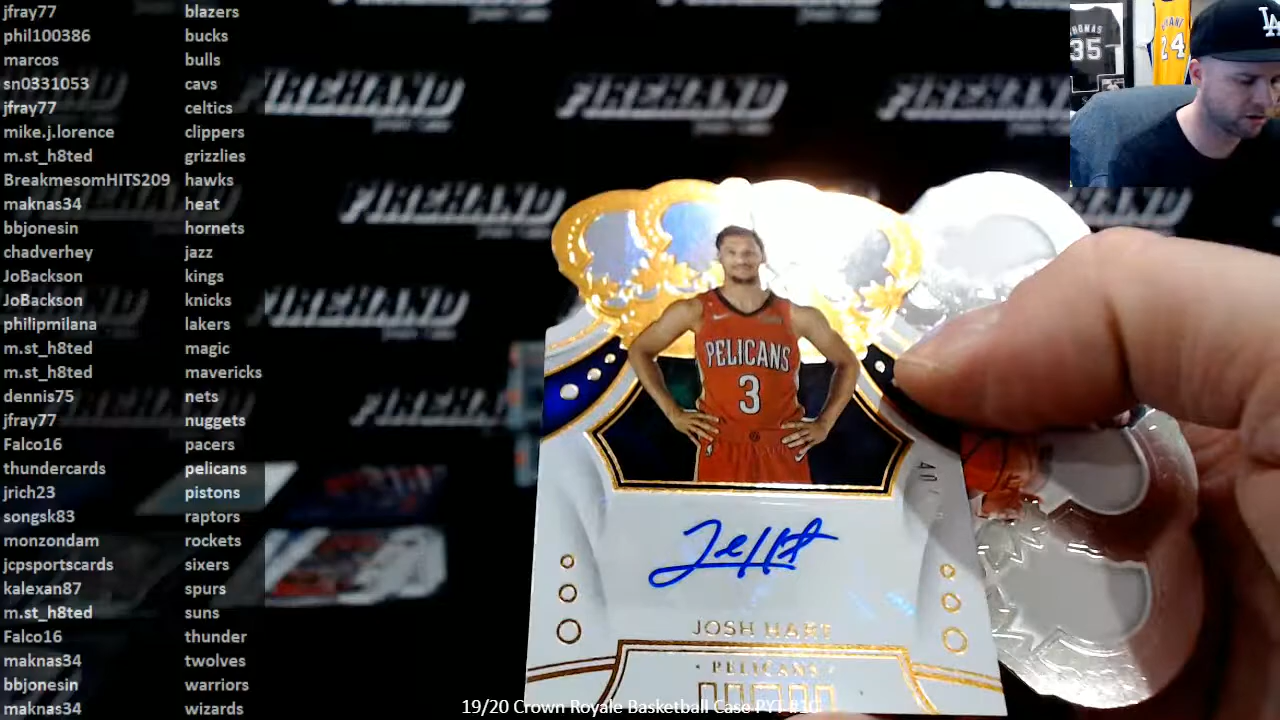 jfray77 blazers
phil100386 bucks
marcos bulls
sn0331053 cavs
jfray77 celtics
mike.j.lorence clippers
m.st_h8ted grizzlies
BreakmesomHITS209 hawks
maknas34 heat
bbjonesin hornets
chadverhey jazz
JoBackson kings
JoBackson knicks
philipmilana lakers
m.st_h8ted magic
m.st_h8ted mavericks
dennis75 nets
jfray77 nuggets
Falco16 pacers
thundercards pelicans
jrich23 pistons
songsk83 raptors
monzondam rockets
jcpsportscards sixers
kalexan87 spurs
m.st_h8ted suns
Falco16 thunder
maknas34 twolves
bbjonesin warriors
maknas34 wizards
FIREHAND
FIREHAND
FIREHAND
FIREHAND
FIREHAND
FIREHAND
THOMAS
35
24
LA
PELICANS
3
JOSH HART
PELICANS
19/20 Crown Royale Basketball Case PYT